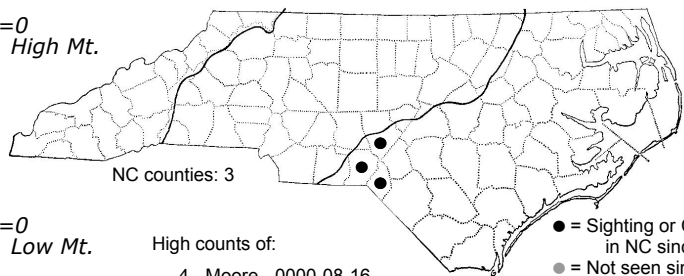 =0
High Mt.
NC counties: 3
=0
Low Mt.
High counts of:
4 - Moore - 0000-08-16
● = Sighting or
in NC sinc
● = Not seen sin